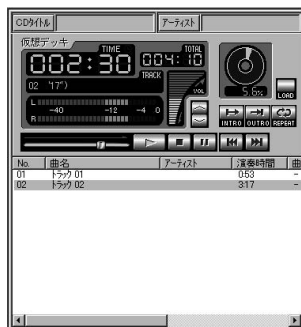 CDタイトル アーティスト
仮想デッキ
TIME TOTAL
002:30 004:10
TRACK
02 '17")
VOL
5.6%
LOAD
L
-40 -12 -4 0
R
INTRO OUTRO REPEAT
No. 曲名 アーティスト 演奏時間 曲
01 トラック 01 0:53 -
02 トラック 02 3:17 -